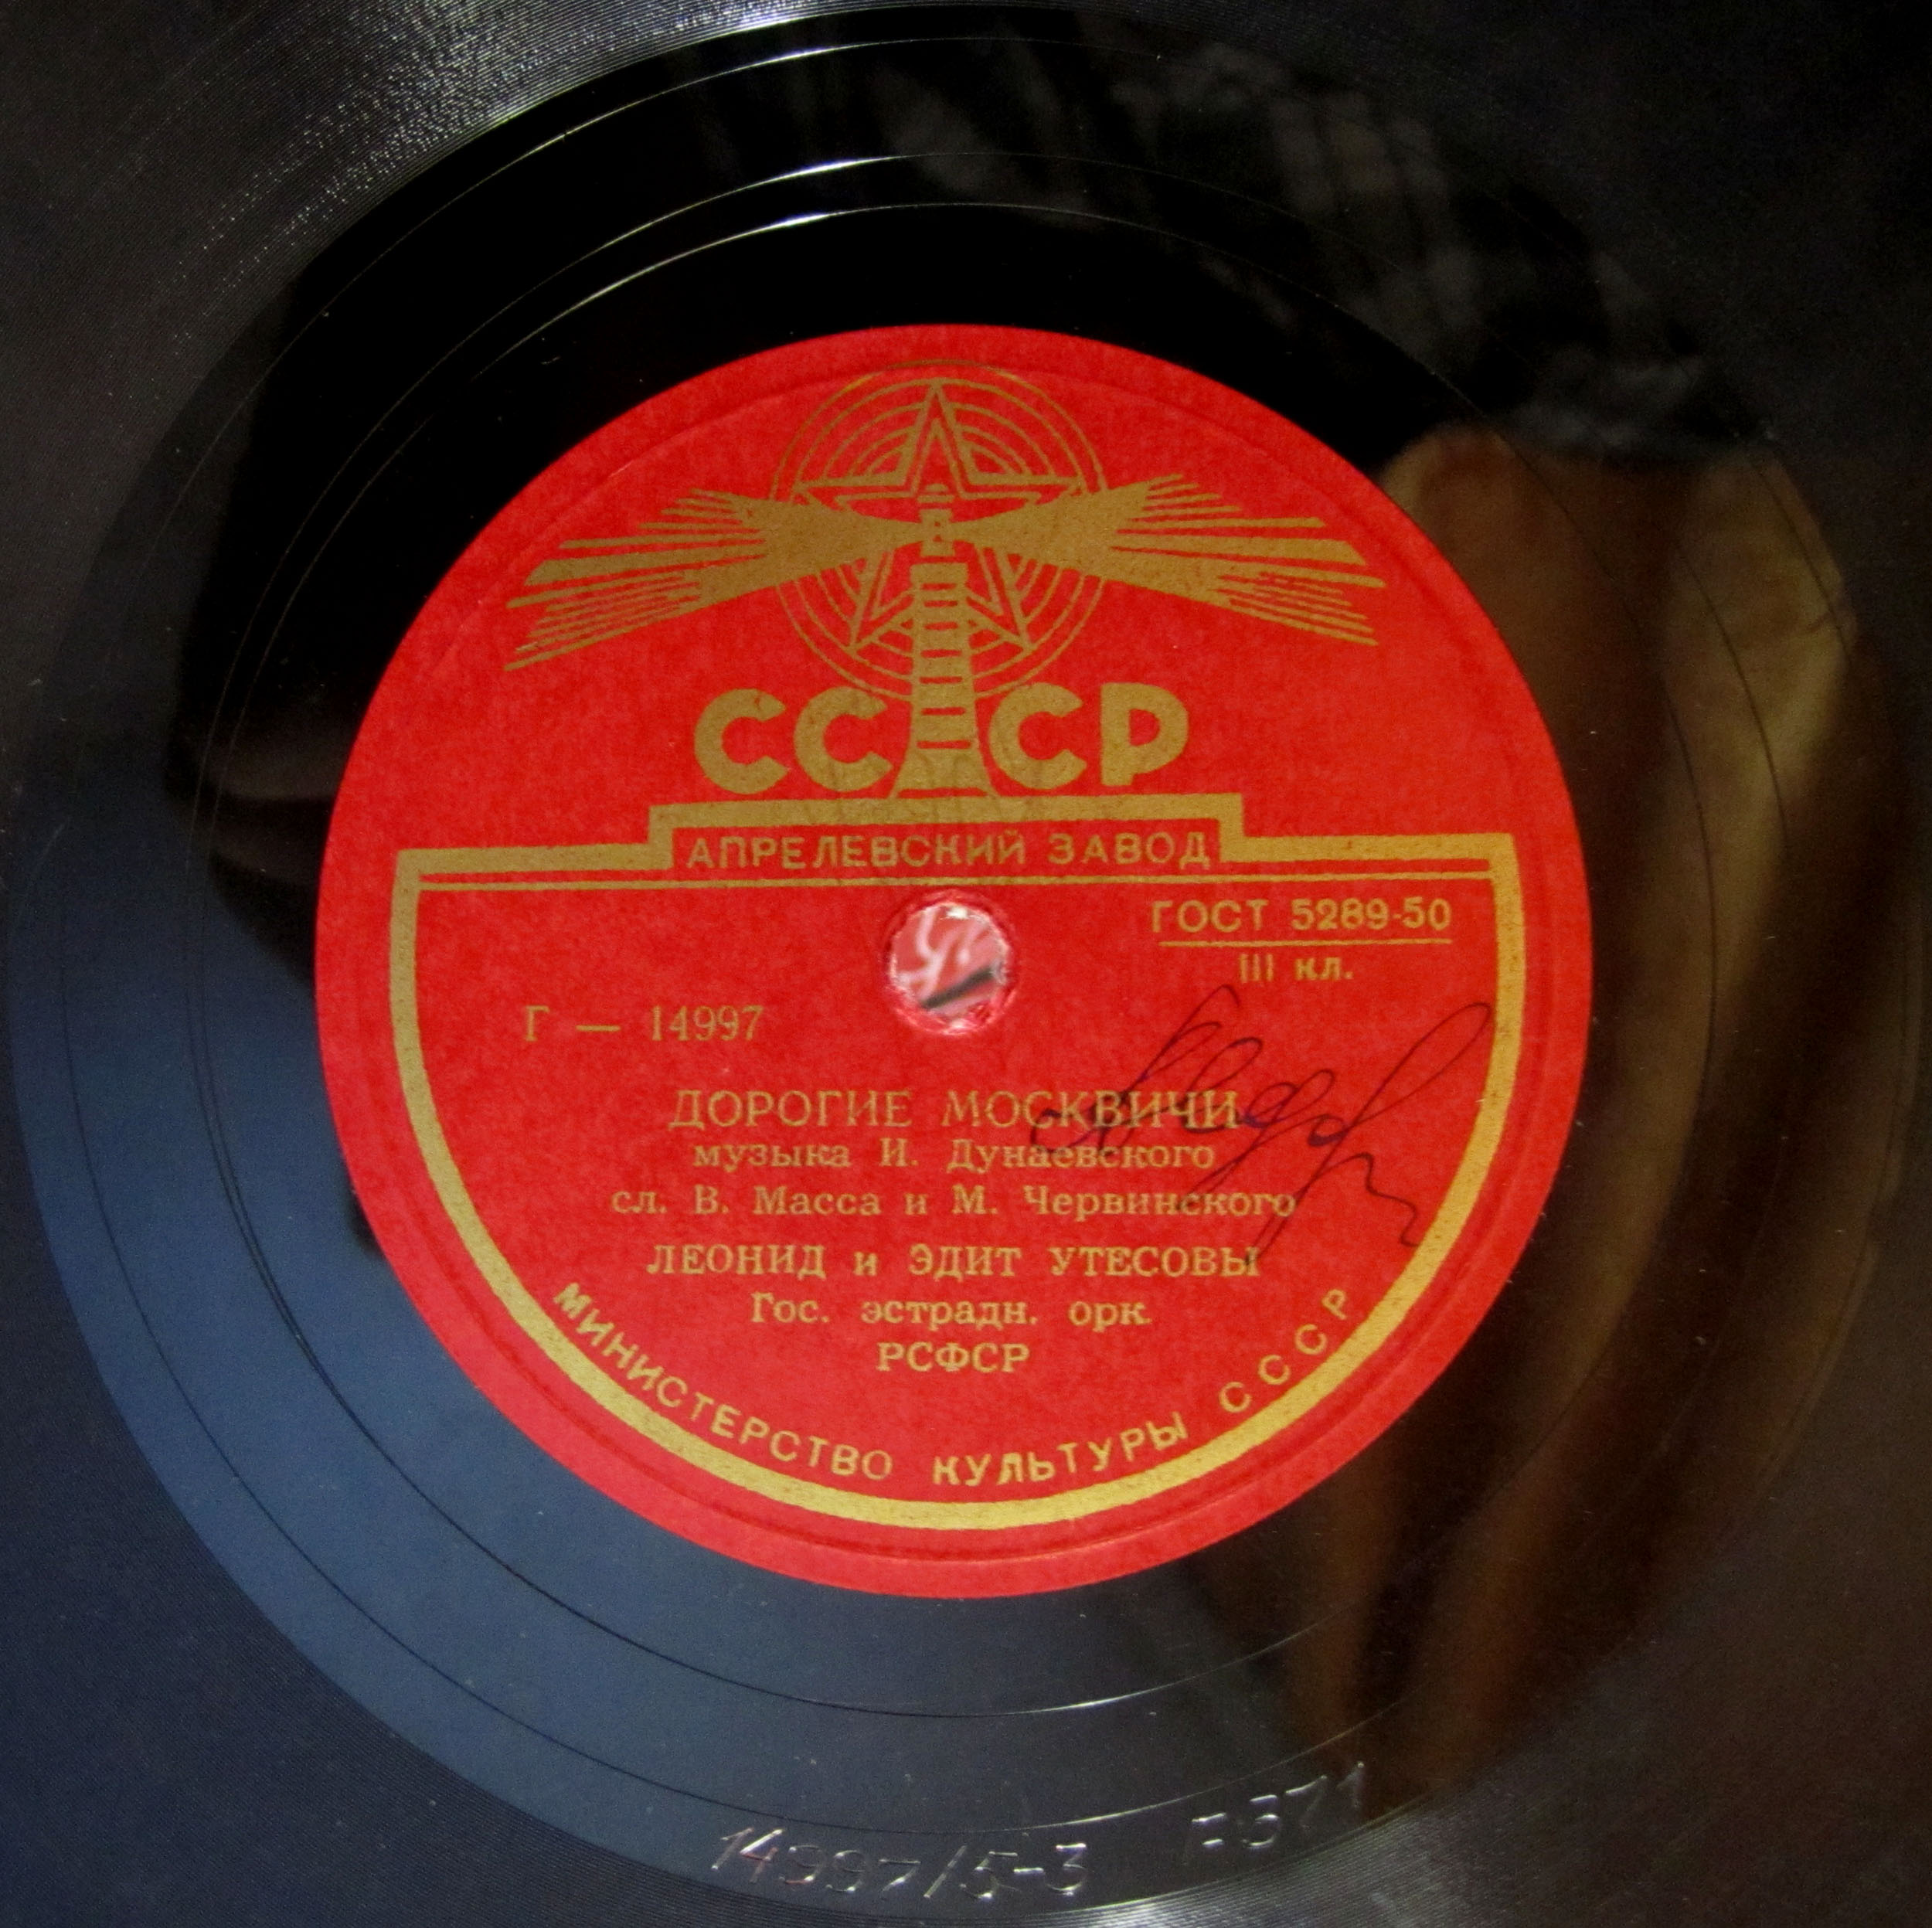 СССР
АПРЕЛЕВСКИЙ ЗАВОД
ГОСТ 5289-50
III кл.
Г — 14997
ДОРОГИЕ МОСКВИЧИ
музыка И. Дунаевского
сл. В. Масса и М. Червинского
ЛЕОНИД и ЭДИТ УТЕСОВЫ
Гос. эстрадн. орк.
РСФСР
МИНИСТЕРСТВО КУЛЬТУРЫ СССР
14997/5-3